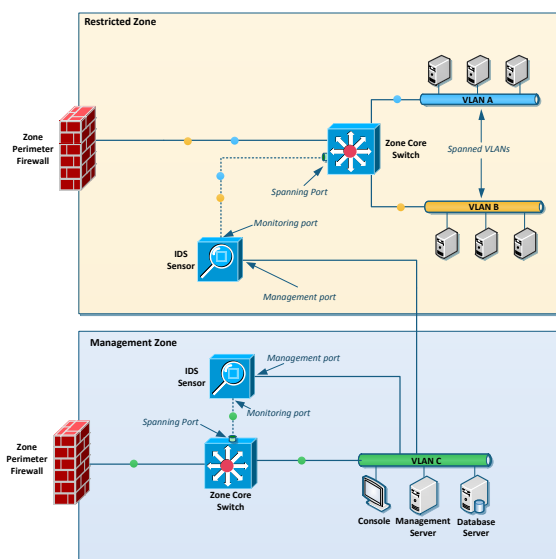 Restricted Zone
VLAN A
Zone
Perimeter
Firewall
Zone Core
Switch
Spanned VLANs
Spanning Port
VLAN B
Monitoring port
IDS
Sensor
Management port
Management Zone
Management port
IDS
Sensor
Monitoring port
Spanning Port
Zone
Perimeter
Firewall
VLAN C
Zone Core
Switch
Console
Management
Server
Database
Server